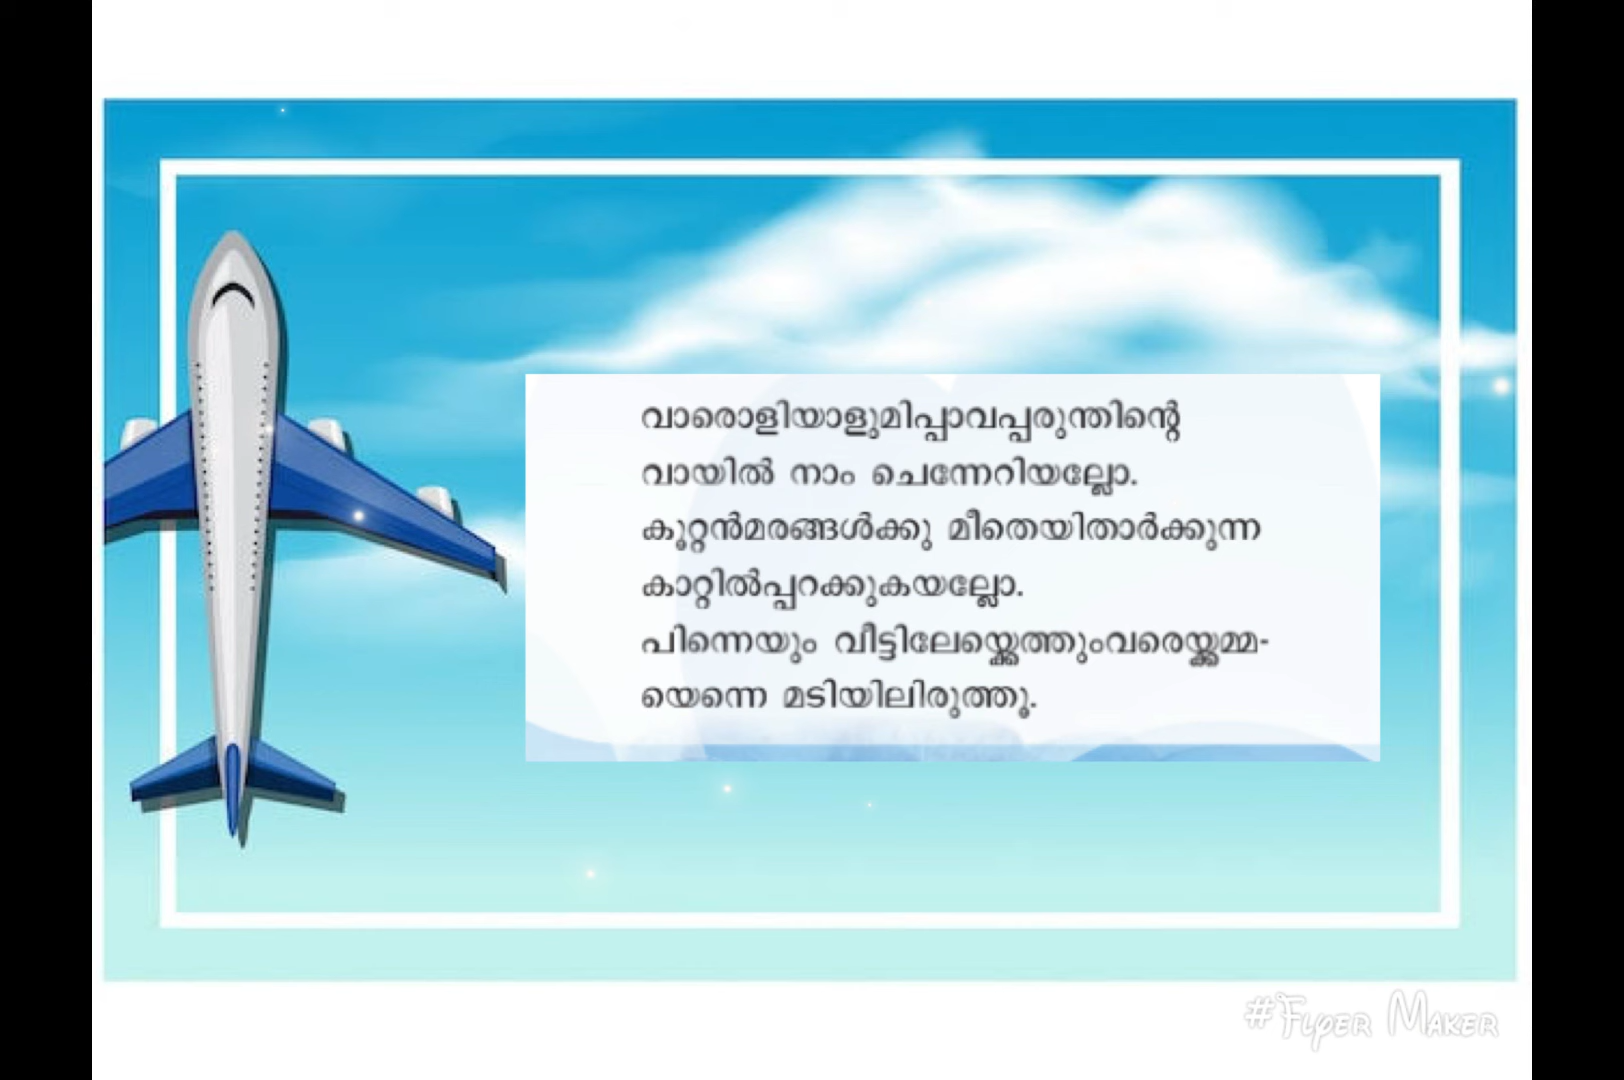 വാരൊളിയാളുമിപ്പാവപ്പരുന്തിന്റെ
വായിൽ നാം ചെന്നേറിയല്ലോ.
കൂറ്റൻമരങ്ങൾക്കു മീതെയിതാർക്കുന്ന
കാറ്റിൽപ്പറക്കുകയല്ലോ.
പിന്നെയും വീട്ടിലേയ്ക്കെത്തുംവരെയ്ക്കമ്മ-
യെന്നെ മടിയിലിരുത്തൂ.
#Flyer Maker